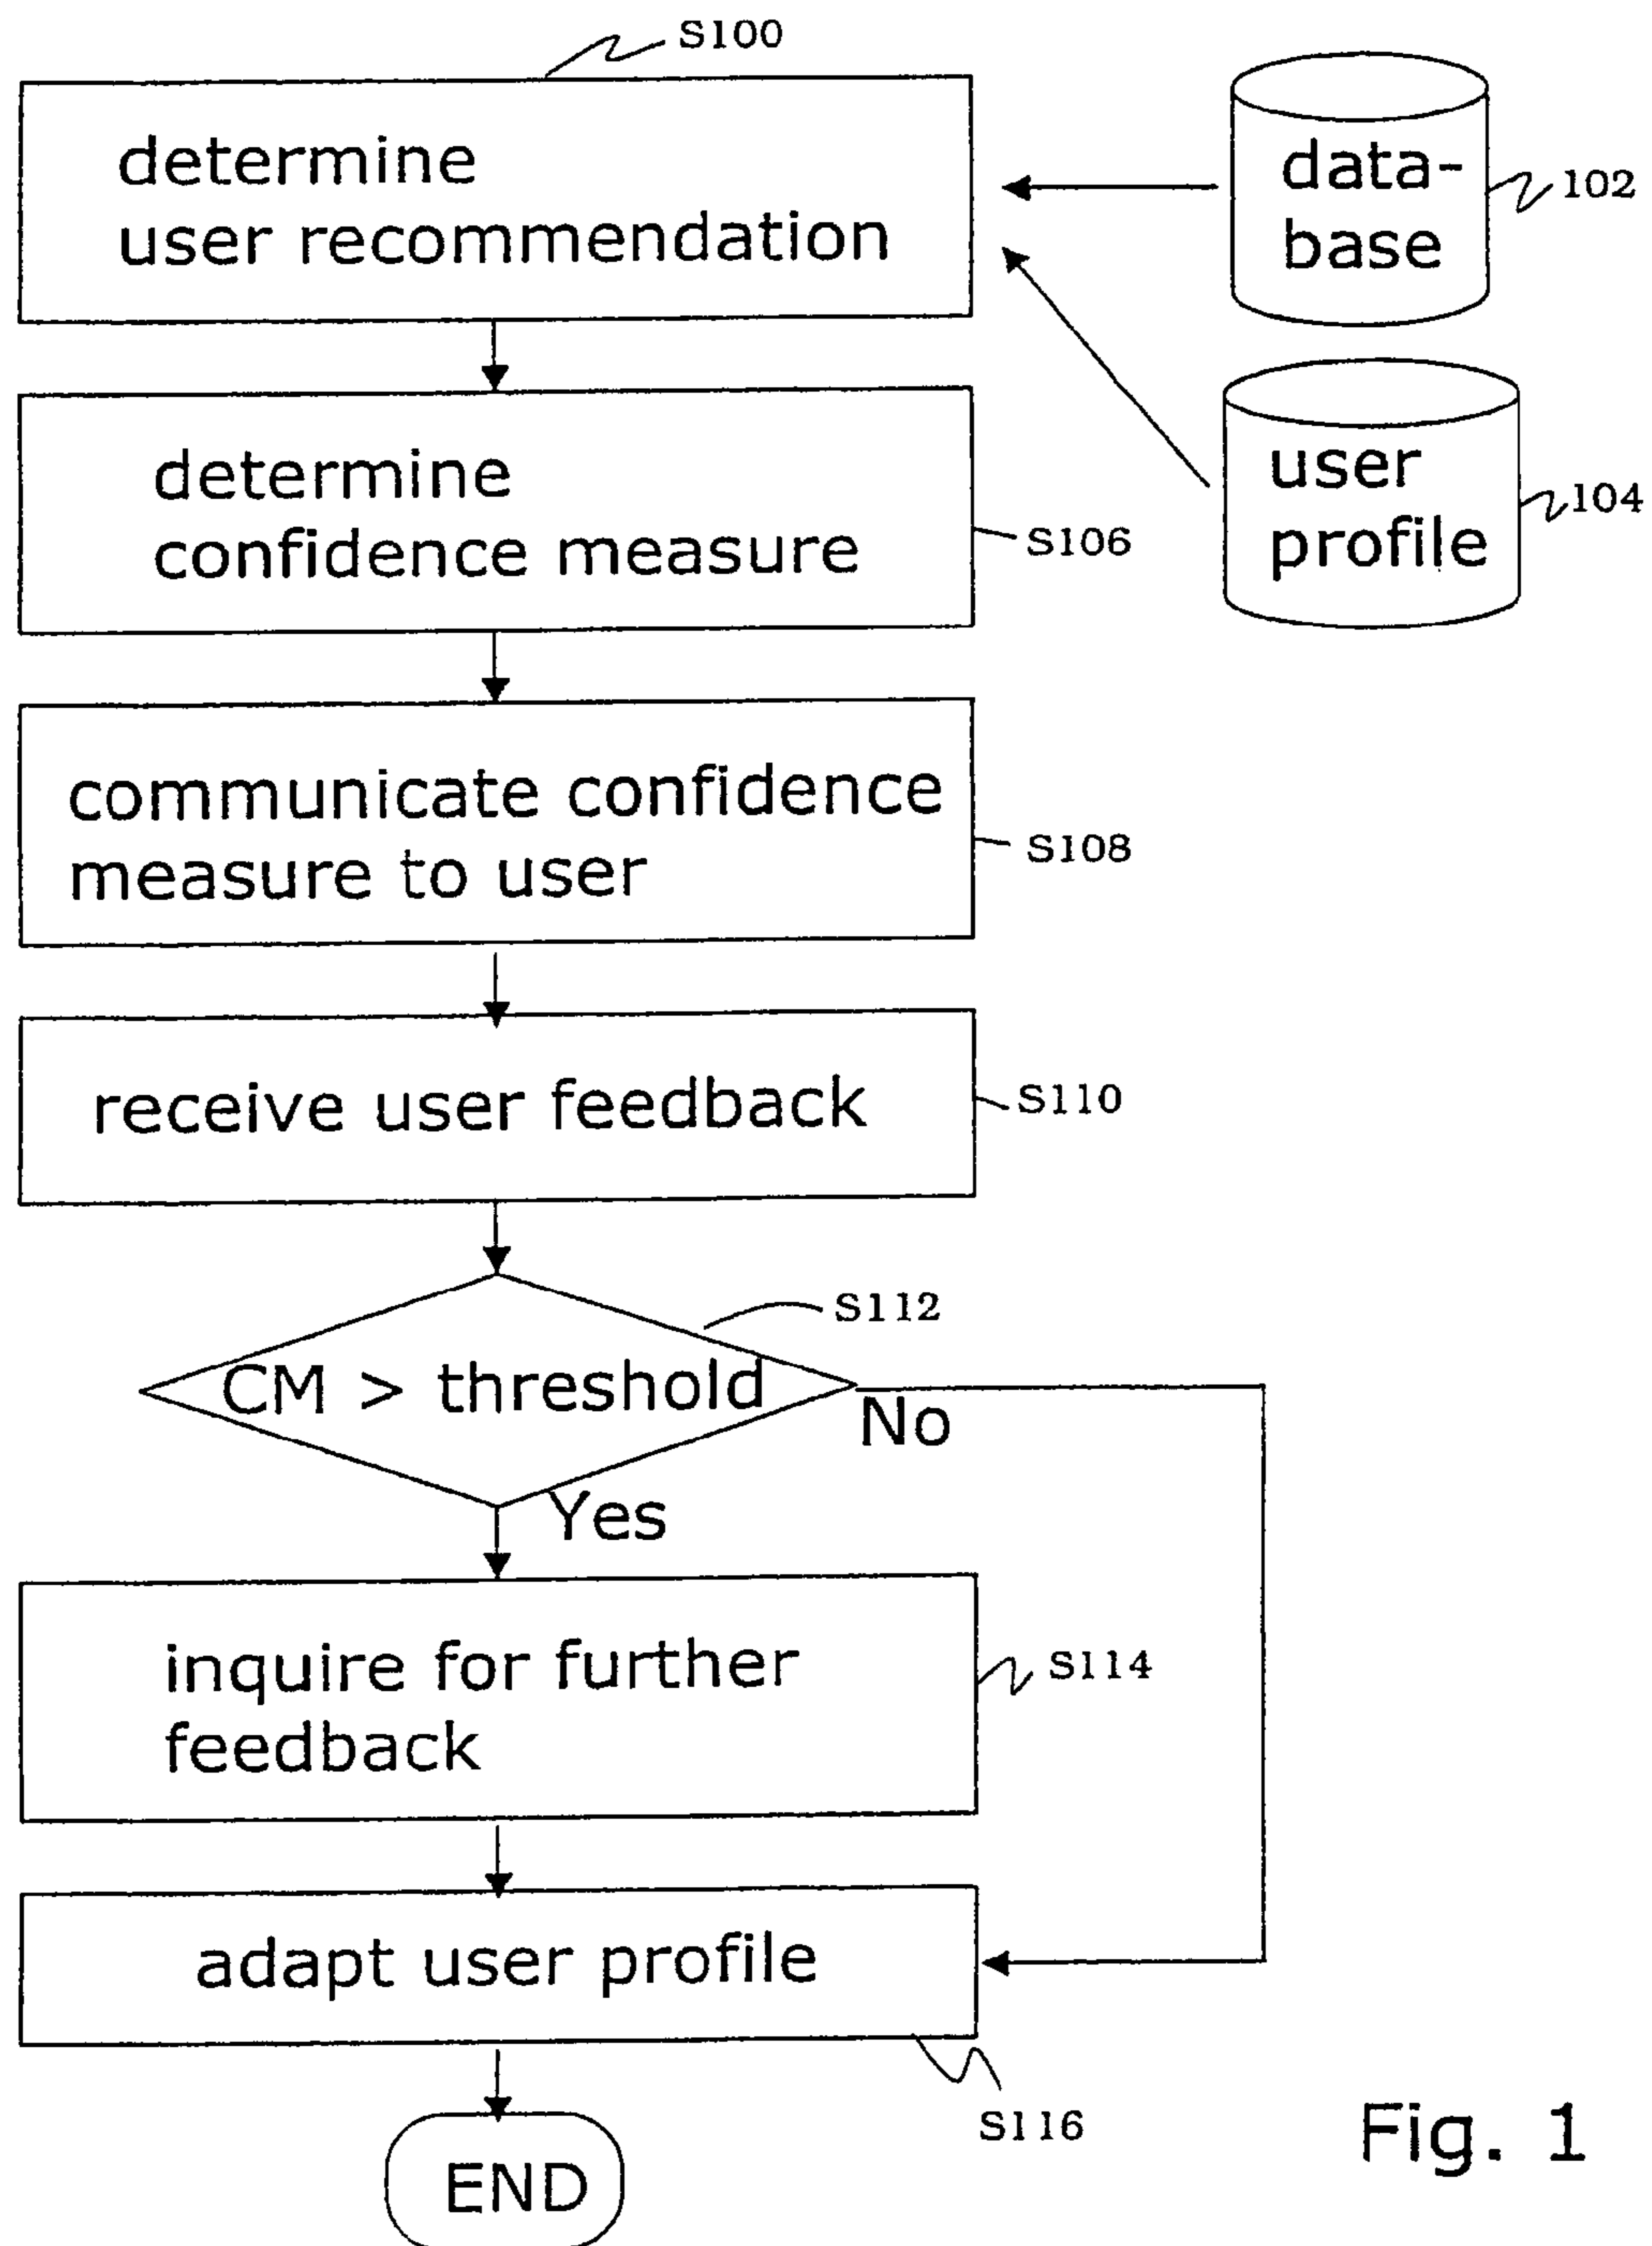 S100
determine
user recommendation
data-
base
102
user
profile
104
determine
confidence measure
S106
communicate confidence
measure to user
S108
receive user feedback
S110
S112
CM > threshold
No
Yes
inquire for further
feedback
S114
adapt user profile
S116
END
Fig. 1